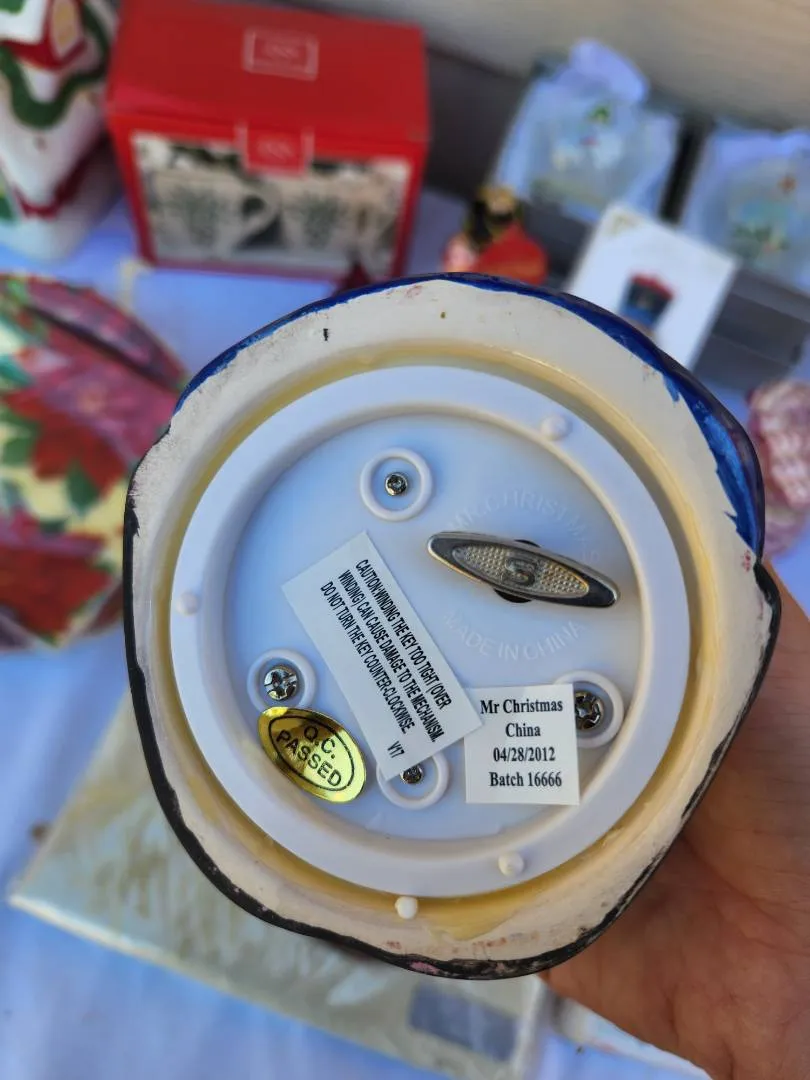 MR. CHRISTMAS
MADE IN CHINA
CAUTION:WINDING THE KEY TOO TIGHT (OVER
WINDING) CAN CAUSE DAMAGE TO THE MECHANISM.
DO NOT TURN THE KEY COUNTER-CLOCKWISE.
V17
Q.C.
PASSED
Mr Christmas
China
04/28/2012
Batch 16666